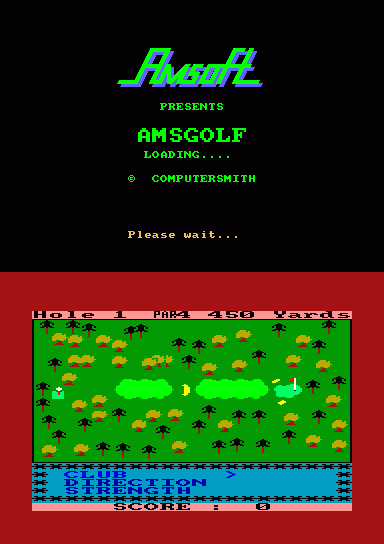 Amsoft
PRESENTS
AMSGOLF
LOADING....
© COMPUTERSMITH
Please wait...
Hole 1 PAR4 450 Yards
CLUB >
DIRECTION
STRENGTH
SCORE : 0